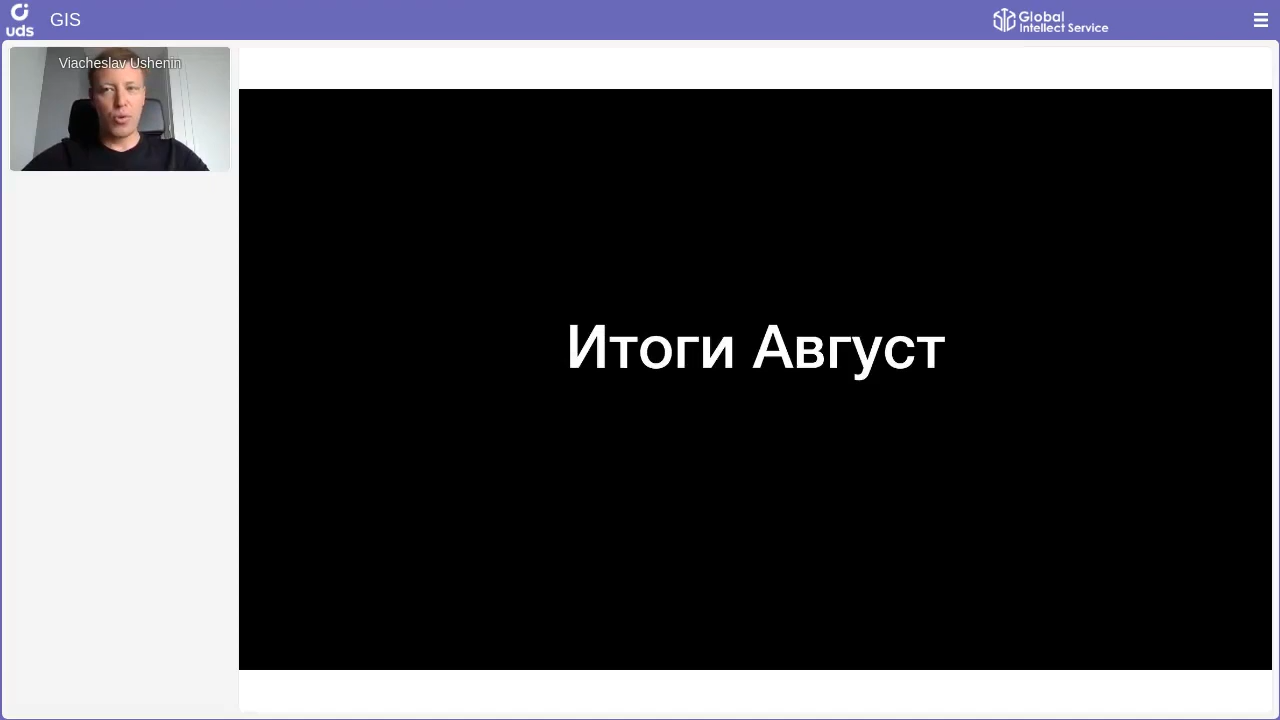 uds
GIS
Global
Intellect Service
Viacheslav Ushenin
Итоги Август